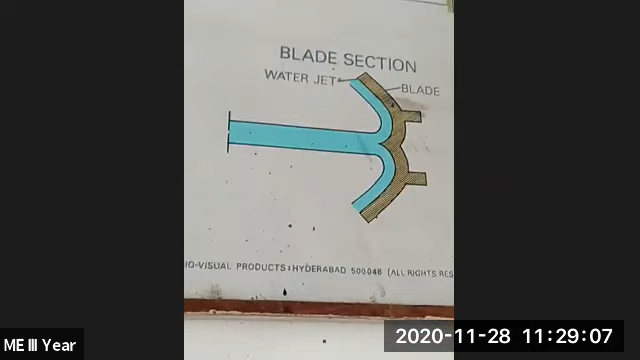 BLADE SECTION
WATER JET
BLADE
IO-VISUAL PRODUCTS: HYDERABAD 500048 (ALL RIGHTS RES
ME III Year
2020-11-28 11:29:07